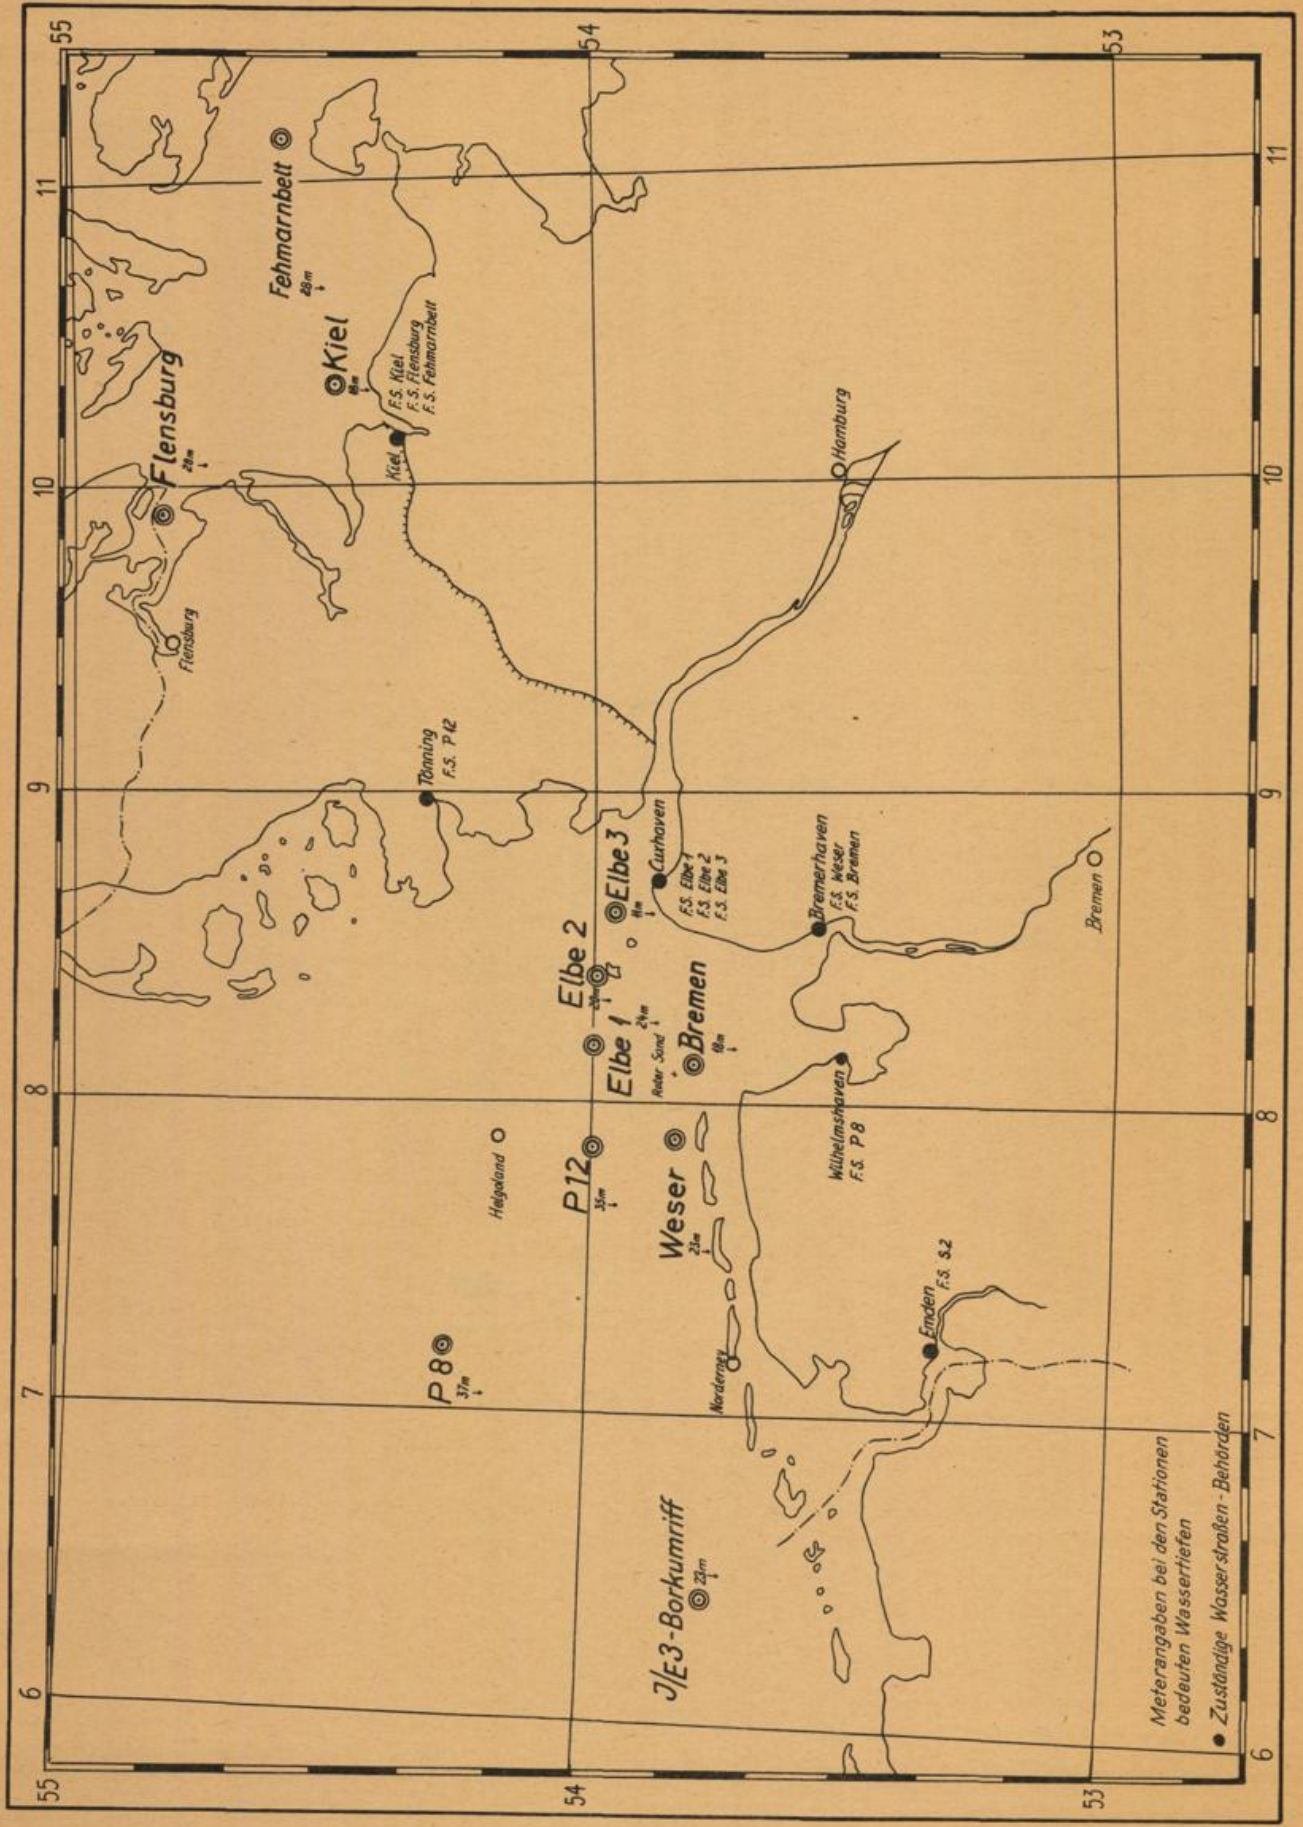 55
54
53
6
7
8
9
10
11
Flensburg
28m
Flensburg
Fehmarnbelt
28m
Kiel
Kiel
F.S. Kiel
F.S. Flensburg
F.S. Fehmarnbelt
Tönning
F.S. P12
Helgoland
P8
37m
P12
35m
Elbe 1
24m
Elbe 2
20m
Elbe 3
11m
Cuxhaven
F.S. Elbe 1
F.S. Elbe 2
F.S. Elbe 3
Hamburg
Roter Sand
Bremen
18m
Weser
23m
Bremerhaven
F.S. Weser
F.S. Bremen
Wilhelmshaven
F.S. P8
Norderney
J/E3-Borkumriff
23m
Emden
F.S. S.2
Bremen
Meterangaben bei den Stationen
bedeuten Wassertiefen
Zuständige Wasserstraßen-Behörden
55
54
53
6
7
8
9
10
11